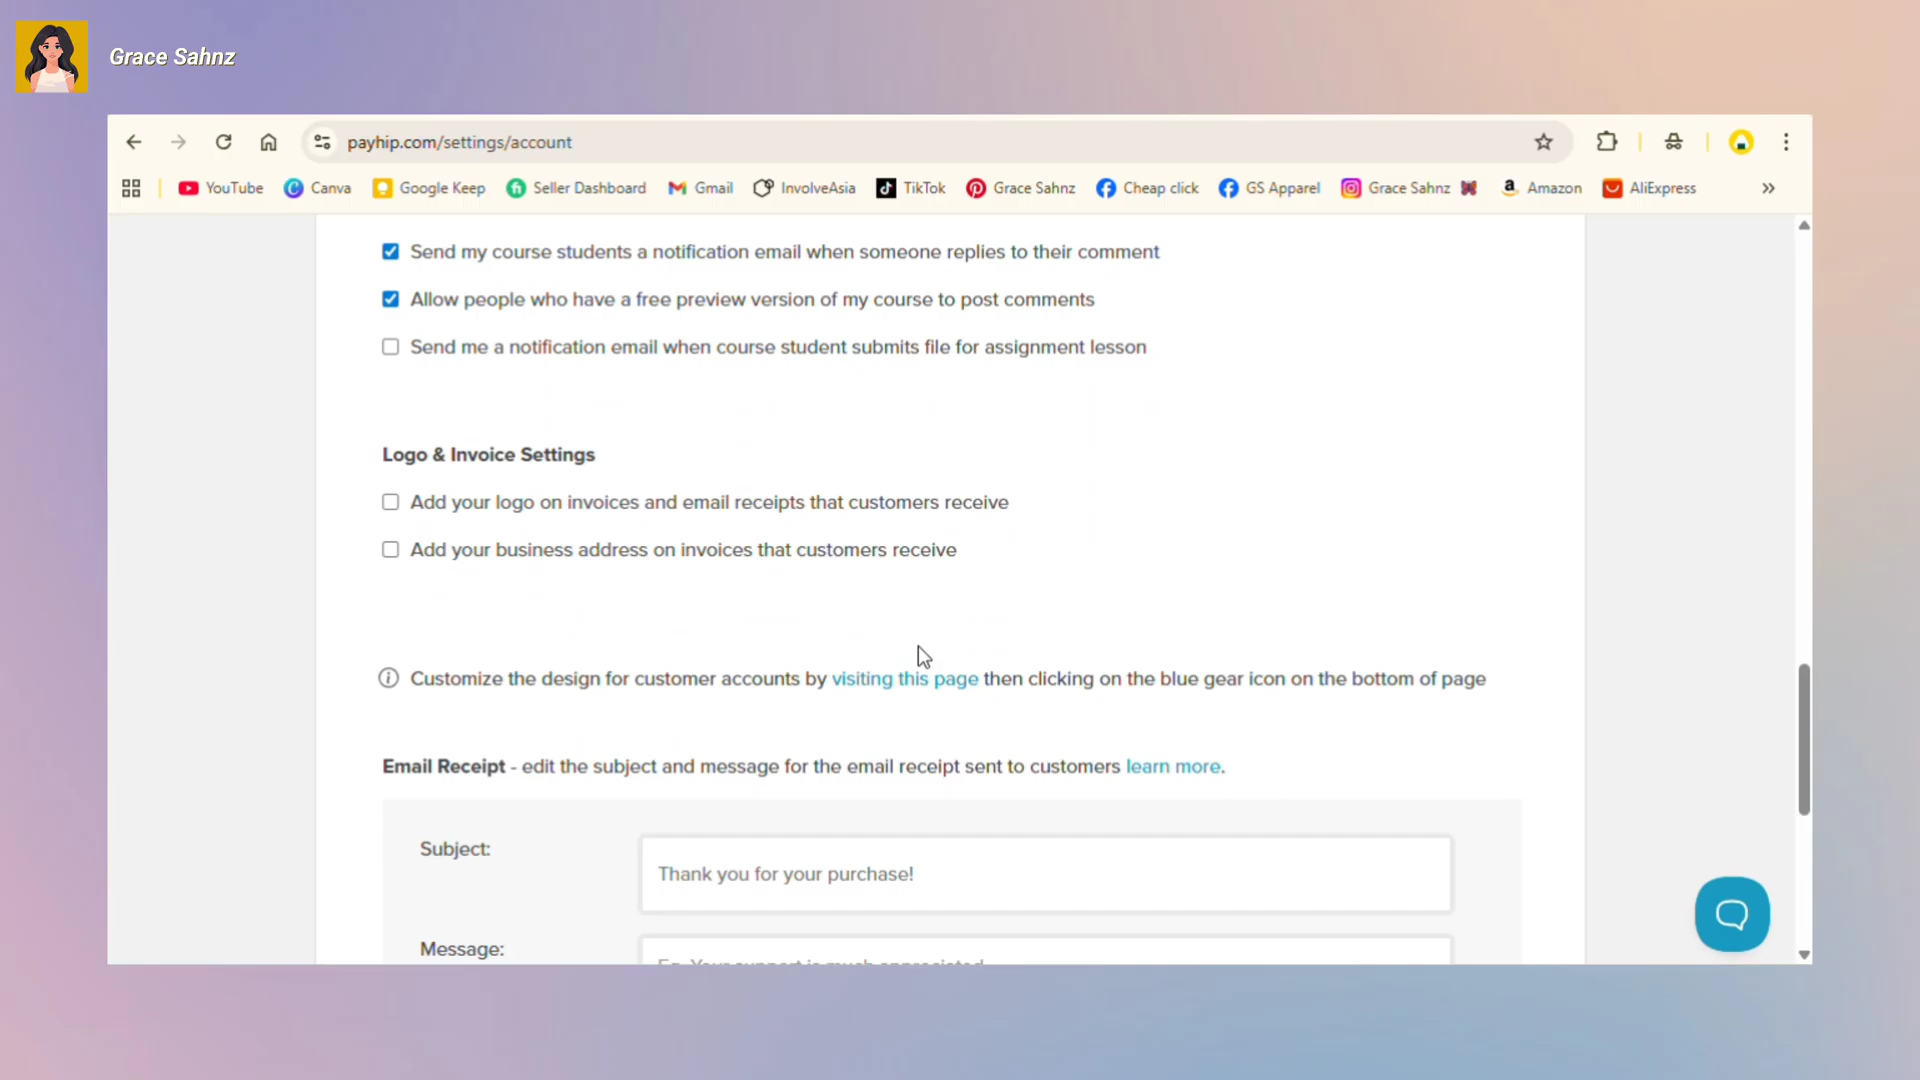 Grace Sahnz
payhip.com/settings/account
YouTube Canva Google Keep Seller Dashboard Gmail InvolveAsia TikTok Grace Sahnz Cheap click GS Apparel Grace Sahnz Amazon AliExpress
Send my course students a notification email when someone replies to their comment
Allow people who have a free preview version of my course to post comments
Send me a notification email when course student submits file for assignment lesson
Logo & Invoice Settings
Add your logo on invoices and email receipts that customers receive
Add your business address on invoices that customers receive
Customize the design for customer accounts by visiting this page then clicking on the blue gear icon on the bottom of page
Email Receipt - edit the subject and message for the email receipt sent to customers learn more.
Subject:
Thank you for your purchase!
Message:
Eg. Your support is much appreciated